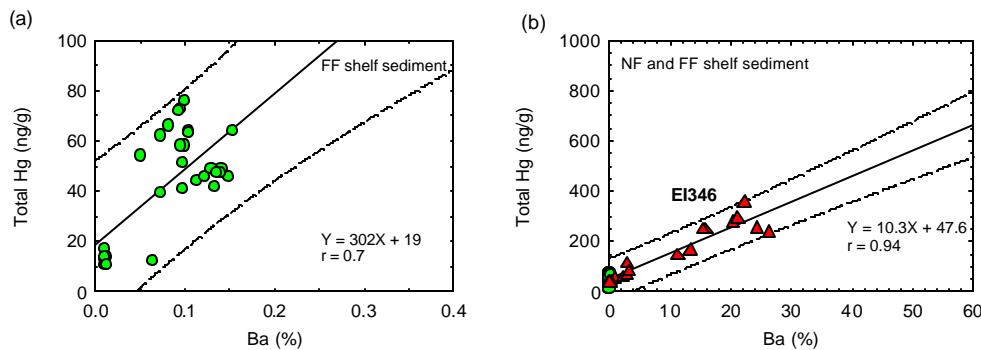 (a)
100
80
60
40
20
0
Total Hg (ng/g)
FF shelf sediment
Y = 302X + 19
r = 0.7
0.0 0.1 0.2 0.3 0.4
Ba (%)
(b)
1000
800
600
400
200
0
Total Hg (ng/g)
NF and FF shelf sediment
EI346
Y = 10.3X + 47.6
r = 0.94
0 10 20 30 40 50 60
Ba (%)